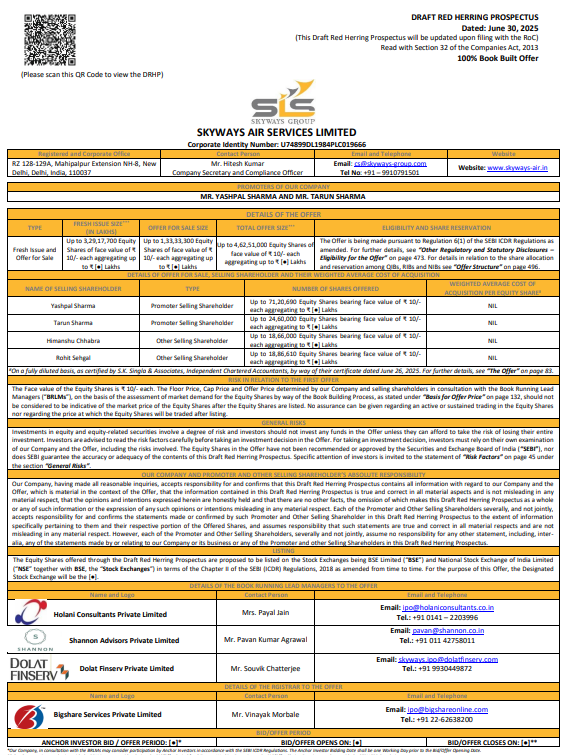 DRAFT RED HERRING PROSPECTUS
Dated: June 30, 2025
(This Draft Red Herring Prospectus will be updated upon filing with the RoC)
Read with Section 32 of the Companies Act, 2013
100% Book Built Offer
(Please scan this QR Code to view the DRHP)
SLS
SKYWAYS GROUP
SKYWAYS AIR SERVICES LIMITED
Corporate Identity Number: U74899DL1984PLC019666
Registered and Corporate Office Contact Person Email and Telephone Website
RZ 128-129A, Mahipalpur Extension NH-8, New Delhi, Delhi, India, 110037
Mr. Hitesh Kumar
Company Secretary and Compliance Officer
Email: cs@skyways-group.com
Tel No: +91 – 9910791501
Website: www.skyways-air.in
PROMOTERS OF OUR COMPANY
MR. YASHPAL SHARMA AND MR. TARUN SHARMA
DETAILS OF THE OFFER
TYPE FRESH ISSUE SIZE (IN LAKHS) OFFER FOR SALE SIZE TOTAL OFFER SIZE ELIGIBILITY AND SHARE RESERVATION
Fresh Issue and Offer for Sale
Up to 3,29,17,700 Equity Shares of face value of ₹ 10/- each aggregating up to ₹ [●] Lakhs
Up to 1,33,33,300 Equity Shares of face value of ₹ 10/- each aggregating up to ₹ [●] Lakhs
Up to 4,62,51,000 Equity Shares of face value of ₹ 10/- each aggregating up to ₹ [●] Lakhs
The Offer is being made pursuant to Regulation 6(1) of the SEBI ICDR Regulations as
amended. For further details, see "Other Regulatory and Statutory Disclosures –
Eligibility for the Offer" on page 473. For details in relation to the share allocation
and reservation among QIBs, RIBs and NIBs see "Offer Structure" on page 496.
DETAILS OF OFFER FOR SALE, SELLING SHAREHOLDER AND THEIR WEIGHTED AVERAGE COST OF ACQUISITION
NAME OF SELLING SHAREHOLDER TYPE NUMBER OF SHARES OFFERED WEIGHTED AVERAGE COST OF ACQUISITION PER EQUITY SHARE*
Yashpal Sharma Promoter Selling Shareholder Up to 71,20,690 Equity Shares bearing face value of ₹ 10/- each aggregating to ₹ [●] Lakhs NIL
Tarun Sharma Promoter Selling Shareholder Up to 24,60,000 Equity Shares bearing face value of ₹ 10/- each aggregating to ₹ [●] Lakhs NIL
Himanshu Chhabra Other Selling Shareholder Up to 18,66,000 Equity Shares bearing face value of ₹ 10/- each aggregating to ₹ [●] Lakhs NIL
Rohit Sehgal Other Selling Shareholder Up to 18,86,610 Equity Shares bearing face value of ₹ 10/- each aggregating to ₹ [●] Lakhs NIL
*On a fully diluted basis, as certified by S.K. Singla & Associates, Independent Chartered Accountants, by way of their certificate dated June 26, 2025. For further details, see "The Offer" on page 83.
RISK IN RELATION TO THE FIRST OFFER
The Face Value of the Equity Shares is ₹ 10/- each. The Floor Price, Cap Price and Offer Price determined by our Company and selling shareholders in consultation with the Book Running Lead
Managers ("BRLMs"), on the basis of the assessment of market demand for the Equity Shares by way of the Book Building Process, as stated under "Basis for Offer Price" on page 132, should not
be considered to be indicative of the market price of the Equity Shares after the Equity Shares are listed. No assurance can be given regarding an active or sustained trading in the Equity Shares
nor regarding the price at which the Equity Shares will be traded after listing.
GENERAL RISKS
Investments in equity and equity-related securities involve a degree of risk and investors should not invest any funds in the Offer unless they can afford to take the risk of losing their entire
investment. Investors are advised to read the risk factors carefully before taking an investment decision in the Offer. For taking an investment decision, investors must rely on their own examination
of our Company and the Offer, including the risks involved. The Equity Shares in the Offer have not been recommended or approved by the Securities and Exchange Board of India ("SEBI"), nor
does SEBI guarantee the accuracy or adequacy of the contents of this Draft Red Herring Prospectus. Specific attention of investors is invited to the statement of "Risk Factors" on page 45 under
the section "General Risks".
OUR COMPANY AND PROMOTER AND OTHER SELLING SHAREHOLDER'S ABSOLUTE RESPONSIBILITY
Our Company, having made all reasonable inquiries, accepts responsibility for and confirms that this Draft Red Herring Prospectus contains all information with regard to our Company and the
Offer, which is material in the context of the Offer, that the information contained in this Draft Red Herring Prospectus is true and correct in all material aspects and is not misleading in any
material respect, that the opinions and intentions expressed herein are honestly held and that there are no other facts, the omission of which makes this Draft Red Herring Prospectus as a whole
or any of such information or the expression of any such opinions or intentions misleading in any material respect. Each of the Promoter and Other Selling Shareholders severally, and not jointly,
accepts responsibility for and confirms the statements made or confirmed by such Promoter and Other Selling Shareholders in this Draft Red Herring Prospectus to the extent of information
specifically pertaining to them and their respective portion of the Offered Shares, and assumes responsibility that such statements are true and correct in all material respects and are not
misleading in any material respect. However, each of the Promoter and Other Selling Shareholders, severally and not jointly, assume no responsibility for any other statement, including, inter-
alia, any of the statements made by or relating to our Company or its business or any of the Promoter and other Selling Shareholders in this Draft Red Herring Prospectus.
LISTING
The Equity Shares offered through the Draft Red Herring Prospectus are proposed to be listed on the Stock Exchanges being BSE Limited ("BSE") and National Stock Exchange of India Limited
("NSE" together with BSE, the "Stock Exchanges") in terms of the Chapter II of the SEBI (ICDR) Regulations, 2018 as amended from time to time. For the purpose of this Offer, the Designated
Stock Exchange will be the [●].
DETAILS OF THE BOOK RUNNING LEAD MANAGERS TO THE OFFER
Name and Logo Contact Person Email and Telephone
Holani Consultants Private Limited Mrs. Payal Jain Email: ipo@holaniconsultants.co.in
Tel.: +91 0141 – 2203996
SHANNON
Shannon Advisors Private Limited Mr. Pavan Kumar Agrawal Email: pavan@shannon.co.in
Tel.: +91 011 42758011
DOLAT
FINSERV
Dolat Finserv Private Limited Mr. Souvik Chatterjee Email: skyways.ipo@dolatfinserv.com
Tel.: +91 9930449872
DETAILS OF THE REGISTRAR TO THE OFFER
Name and Logo Contact Person Email and Telephone
Bigshare Services Private Limited Mr. Vinayak Morbale Email: ipo@bigshareonline.com
Tel.: +91 22-62638200
BID/OFFER PERIOD
ANCHOR INVESTOR BID / OFFER PERIOD: [●]* BID/OFFER OPENS ON: [●] BID/OFFER CLOSES ON: [●]**
*Our Company, in consultation with the BRLMs may consider participation by Anchor Investors in accordance with the SEBI ICDR Regulations. The Anchor Investor Bidding Date shall be one Working Day prior to the Bid/Offer Opening Date.